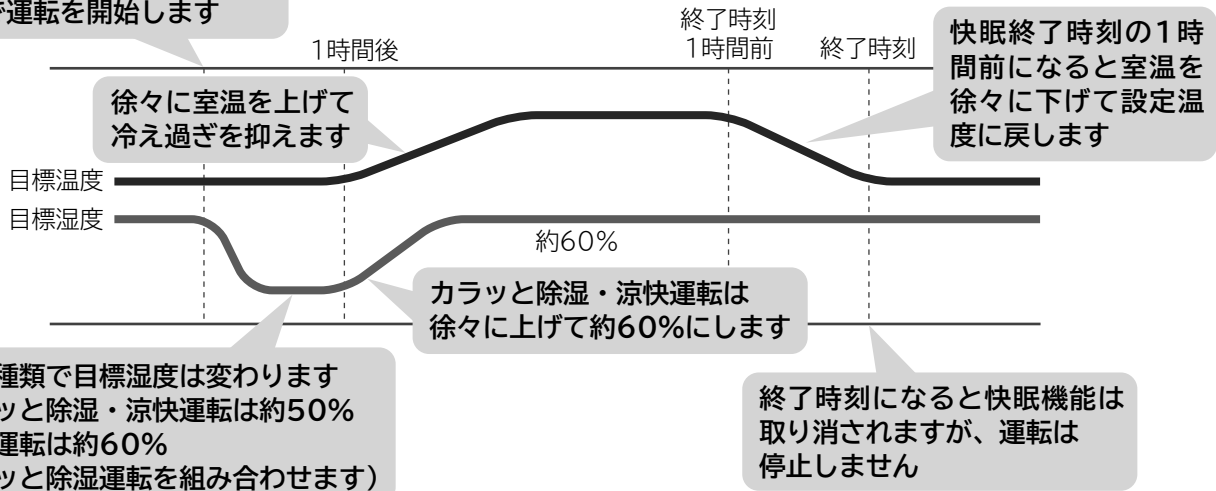 で運転を開始します
1時間後
終了時刻
1時間前
終了時刻
快眠終了時刻の1時
間前になると室温を
徐々に下げて設定温
度に戻します
徐々に室温を上げて
冷え過ぎを抑えます
目標温度
目標湿度
約60%
カラッと除湿・涼快運転は
徐々に上げて約60%にします
種類で目標湿度は変わります
ッと除湿・涼快運転は約50%
運転は約60%
ッと除湿運転を組み合わせます）
終了時刻になると快眠機能は
取り消されますが、運転は
停止しません